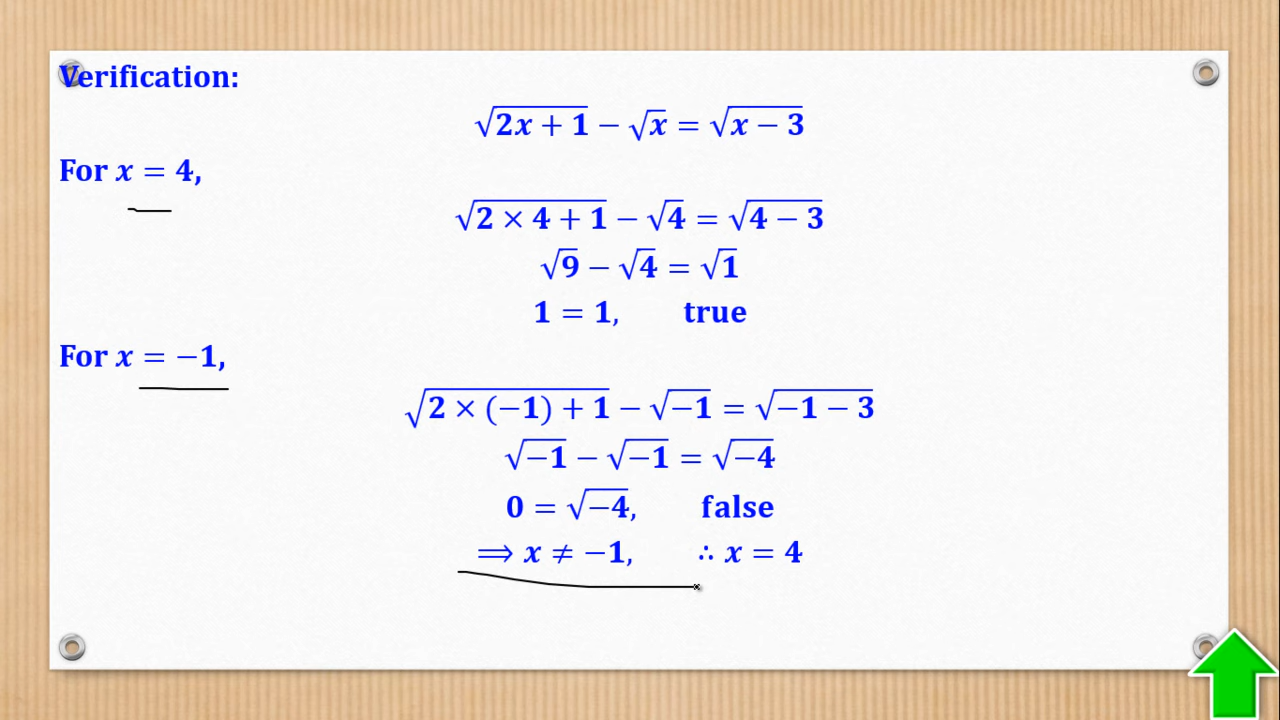 Verification:
√(2x + 1) − √x = √(x − 3)
For x = 4,
√(2 × 4 + 1) − √4 = √(4 − 3)
√9 − √4 = √1
1 = 1, true
For x = −1,
√(2 × (−1) + 1) − √(−1) = √(−1 − 3)
√(−1) − √(−1) = √(−4)
0 = √(−4), false
⟹ x ≠ −1, ∴ x = 4